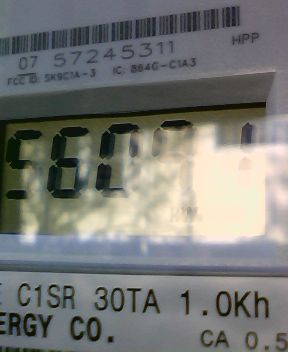 07 57245311
HPP
FCC ID: SK9C1A-3 IC: 864G-C1A3
C1SR 30TA 1.0Kh
ERGY CO.
CA 0.5